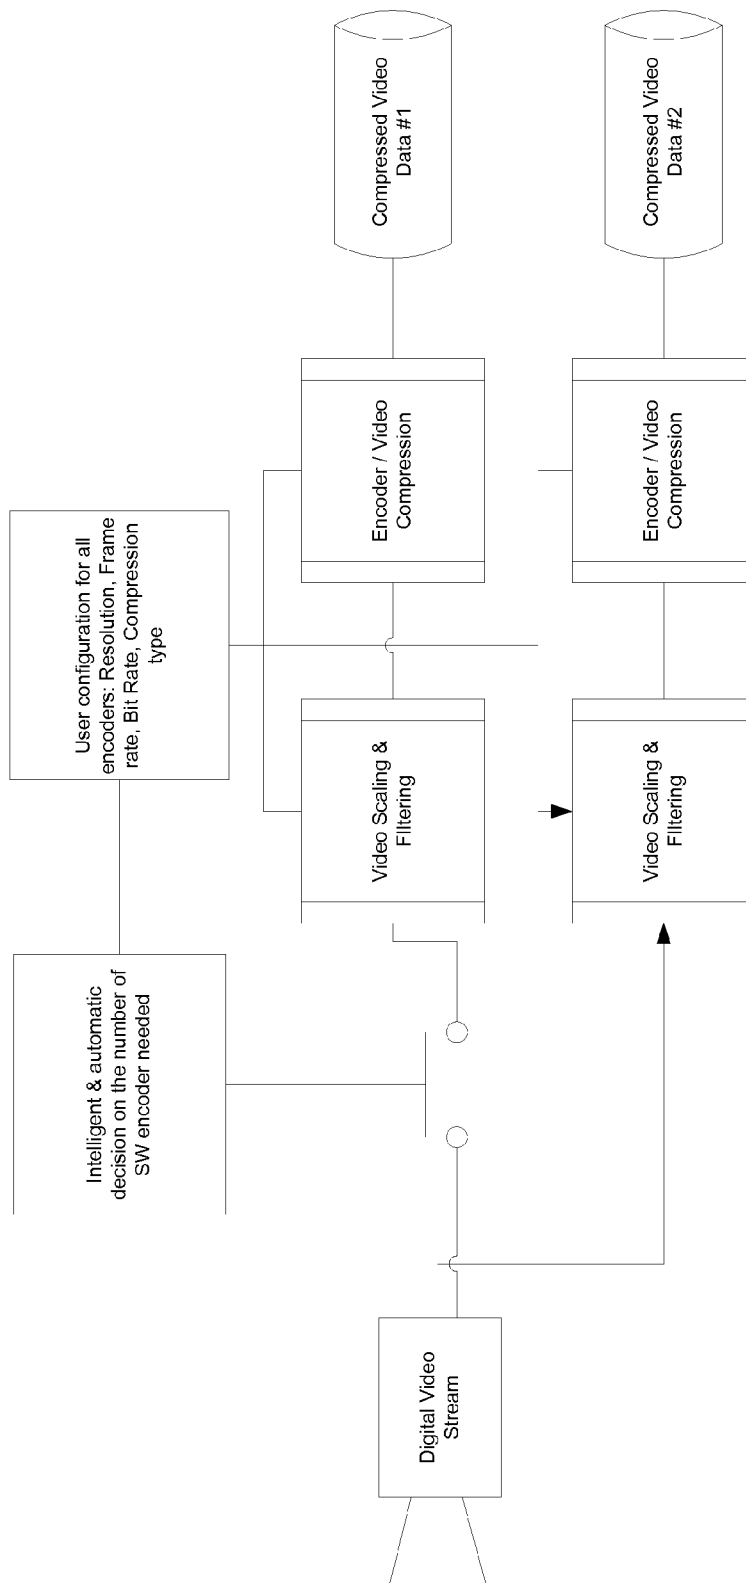 Intelligent & automatic
decision on the number of
SW encoder needed
User configuration for all
encoders: Resolution, Frame
rate, Bit Rate, Compression
type
Digital Video
Stream
Video Scaling &
FIltering
Encoder / Video
Compression
Compressed Video
Data #1
Video Scaling &
FIltering
Encoder / Video
Compression
Compressed Video
Data #2